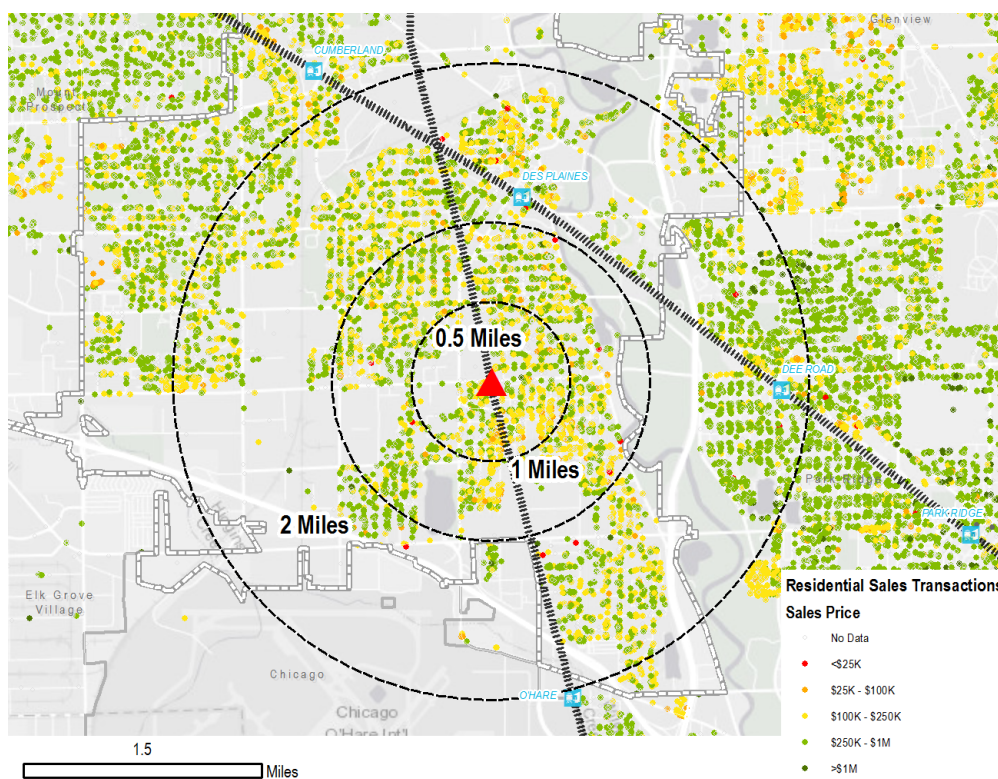 Glenview
CUMBERLAND
Mount
Prospect
DES PLAINES
0.5 Miles
DEE ROAD
1 Miles
Park Ridge
2 Miles
PARK RIDGE
Elk Grove
Village
Chicago
O'HARE
Chicago
O'Hare Int'l
1.5
Miles
Residential Sales Transactions
Sales Price
No Data
<$25K
$25K - $100K
$100K - $250K
$250K - $1M
>$1M